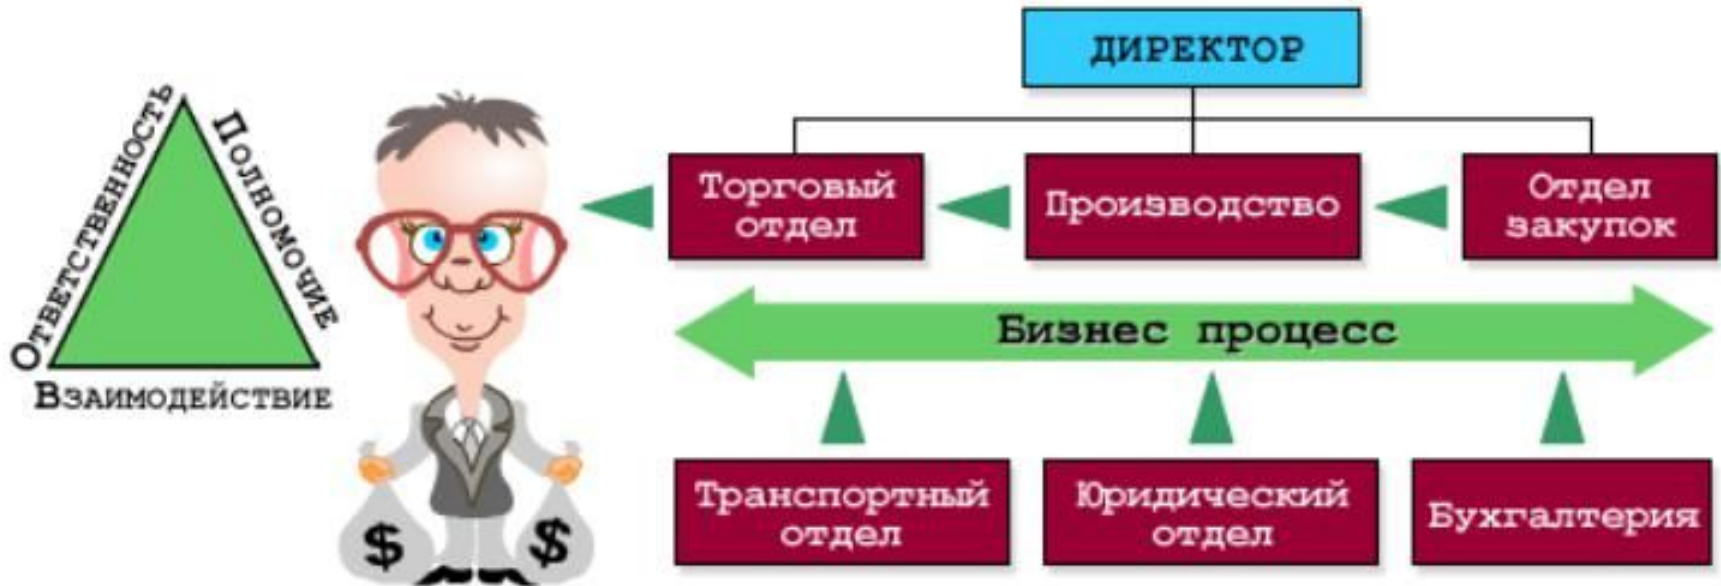 ДИРЕКТОР
Ответственность
Полномочие
Взаимодействие
Торговый
отдел
Производство
Отдел
закупок
Бизнес процесс
Транспортный
отдел
Юридический
отдел
Бухгалтерия
$
$